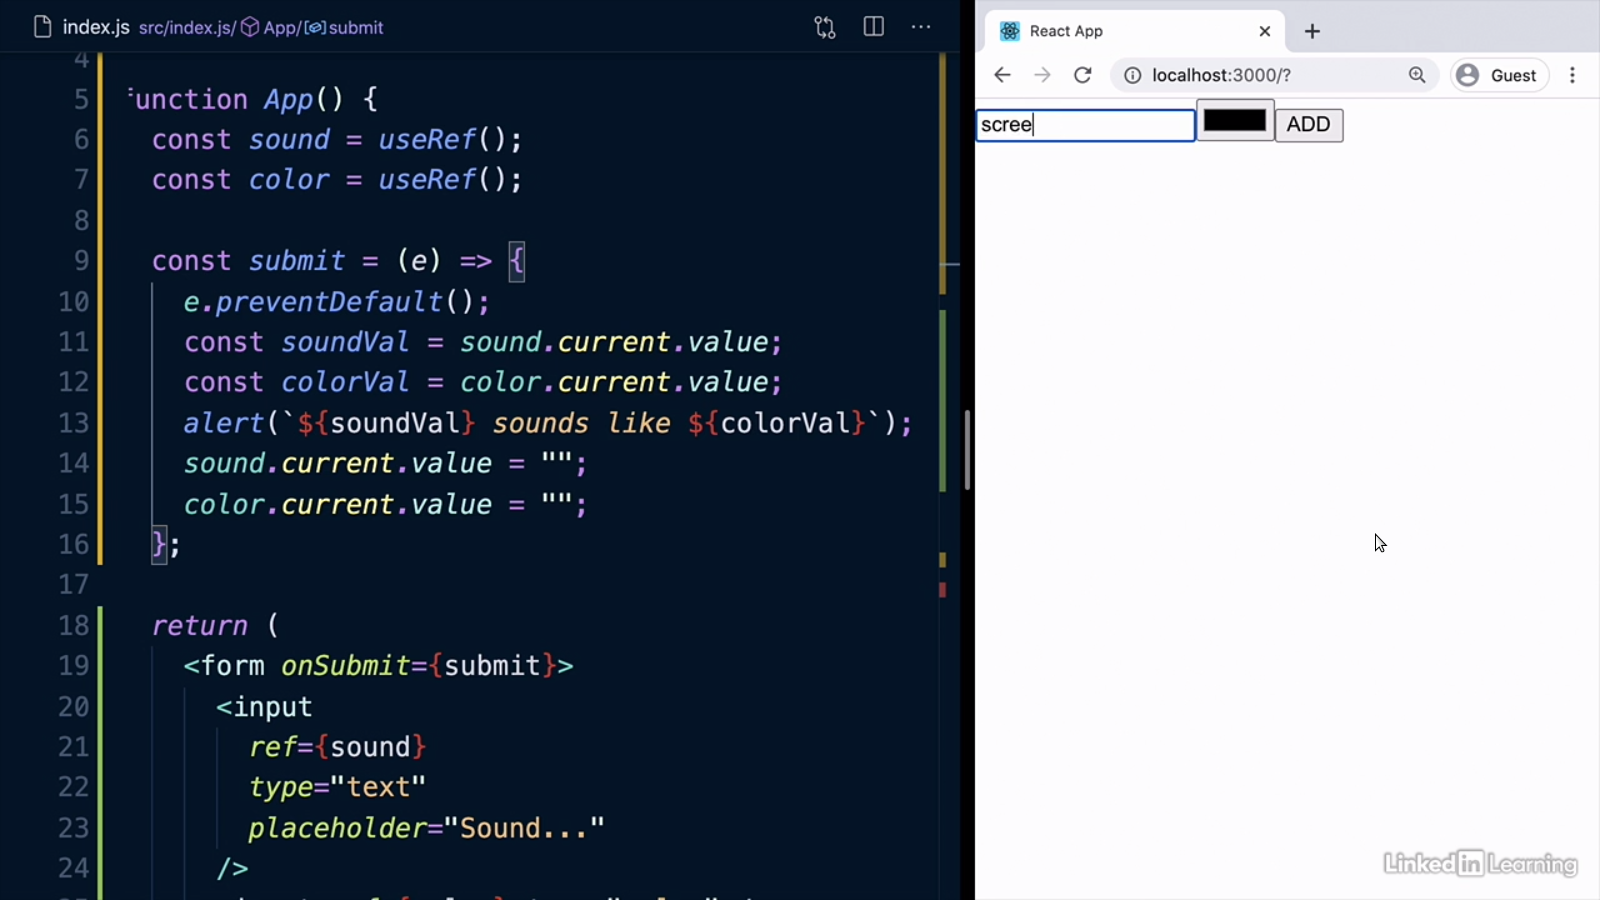 index.js src/index.js/ App/ submit
4
5 function App() {
6 const sound = useRef();
7 const color = useRef();
8
9 const submit = (e) => {
10 e.preventDefault();
11 const soundVal = sound.current.value;
12 const colorVal = color.current.value;
13 alert(`${soundVal} sounds like ${colorVal}`);
14 sound.current.value = "";
15 color.current.value = "";
16 };
17
18 return (
19 <form onSubmit={submit}>
20 <input
21 ref={sound}
22 type="text"
23 placeholder="Sound..."
24 />
React App
localhost:3000/?
Guest
scree
ADD
LinkedIn Learning